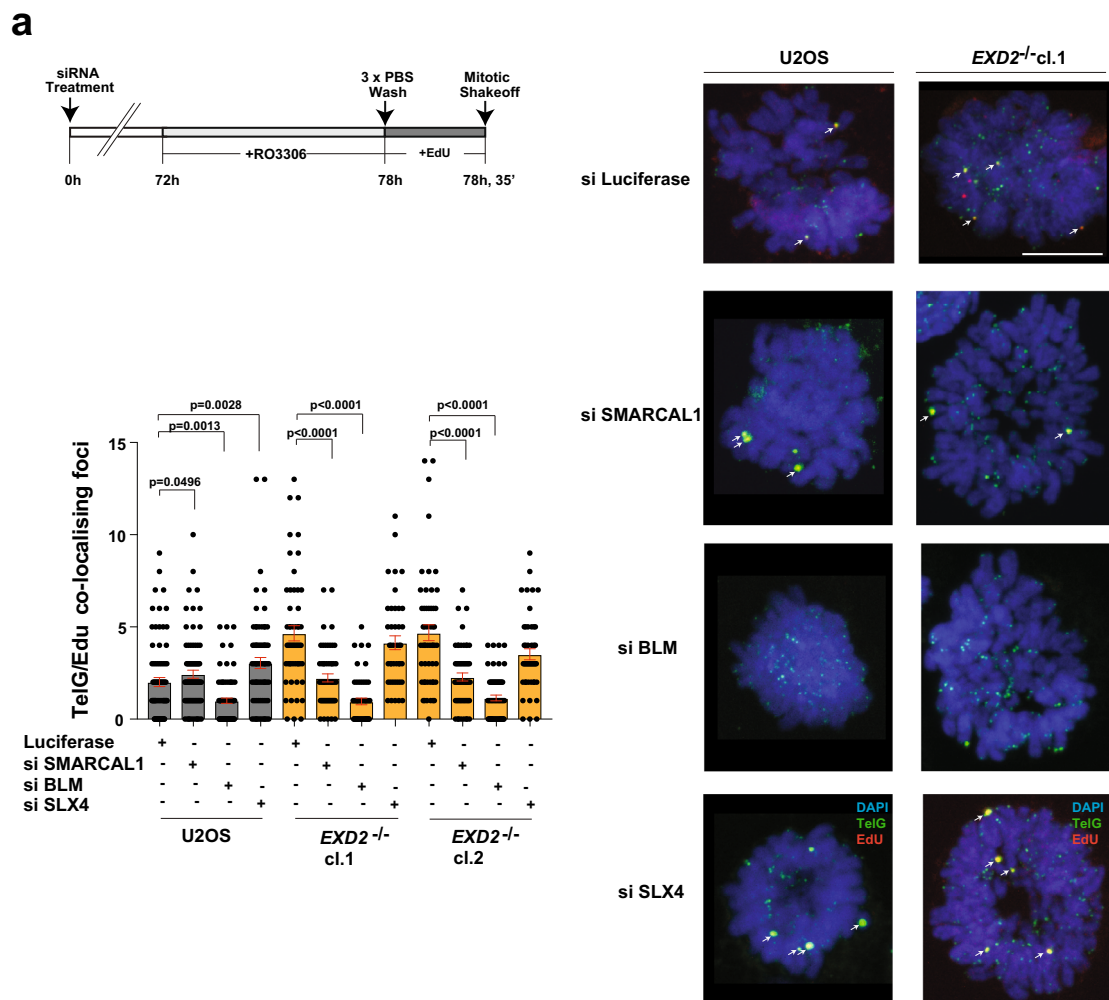 a
siRNA
Treatment
3 x PBS
Wash
Mitotic
Shakeoff
+RO3306
+EdU
0h
72h
78h
78h, 35’
U2OS
EXD2-/-cl.1
si Luciferase
si SMARCAL1
si BLM
si SLX4
DAPI
TelG
EdU
DAPI
TelG
EdU
TelG/Edu co-localising foci
15
10
5
0
p=0.0028
p=0.0013
p=0.0496
p<0.0001
p<0.0001
p<0.0001
p<0.0001
Luciferase + - - - + - - - + - - -
si SMARCAL1 - + - - - + - - - + - -
si BLM - - + - - - + - - - + -
si SLX4 - - - + - - - + - - - +
U2OS
EXD2 -/-
cl.1
EXD2 -/-
cl.2